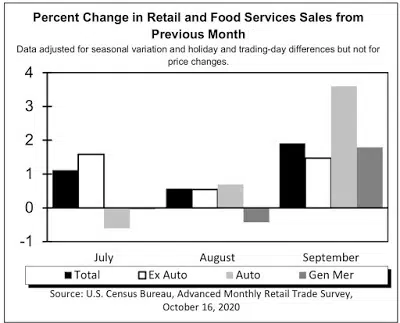 Percent Change in Retail and Food Services Sales from
Previous Month
Data adjusted for seasonal variation and holiday and trading-day differences but not for
price changes.
4
3
2
1
0
-1
July August September
Total Ex Auto Auto Gen Mer
Source: U.S. Census Bureau, Advanced Monthly Retail Trade Survey,
October 16, 2020